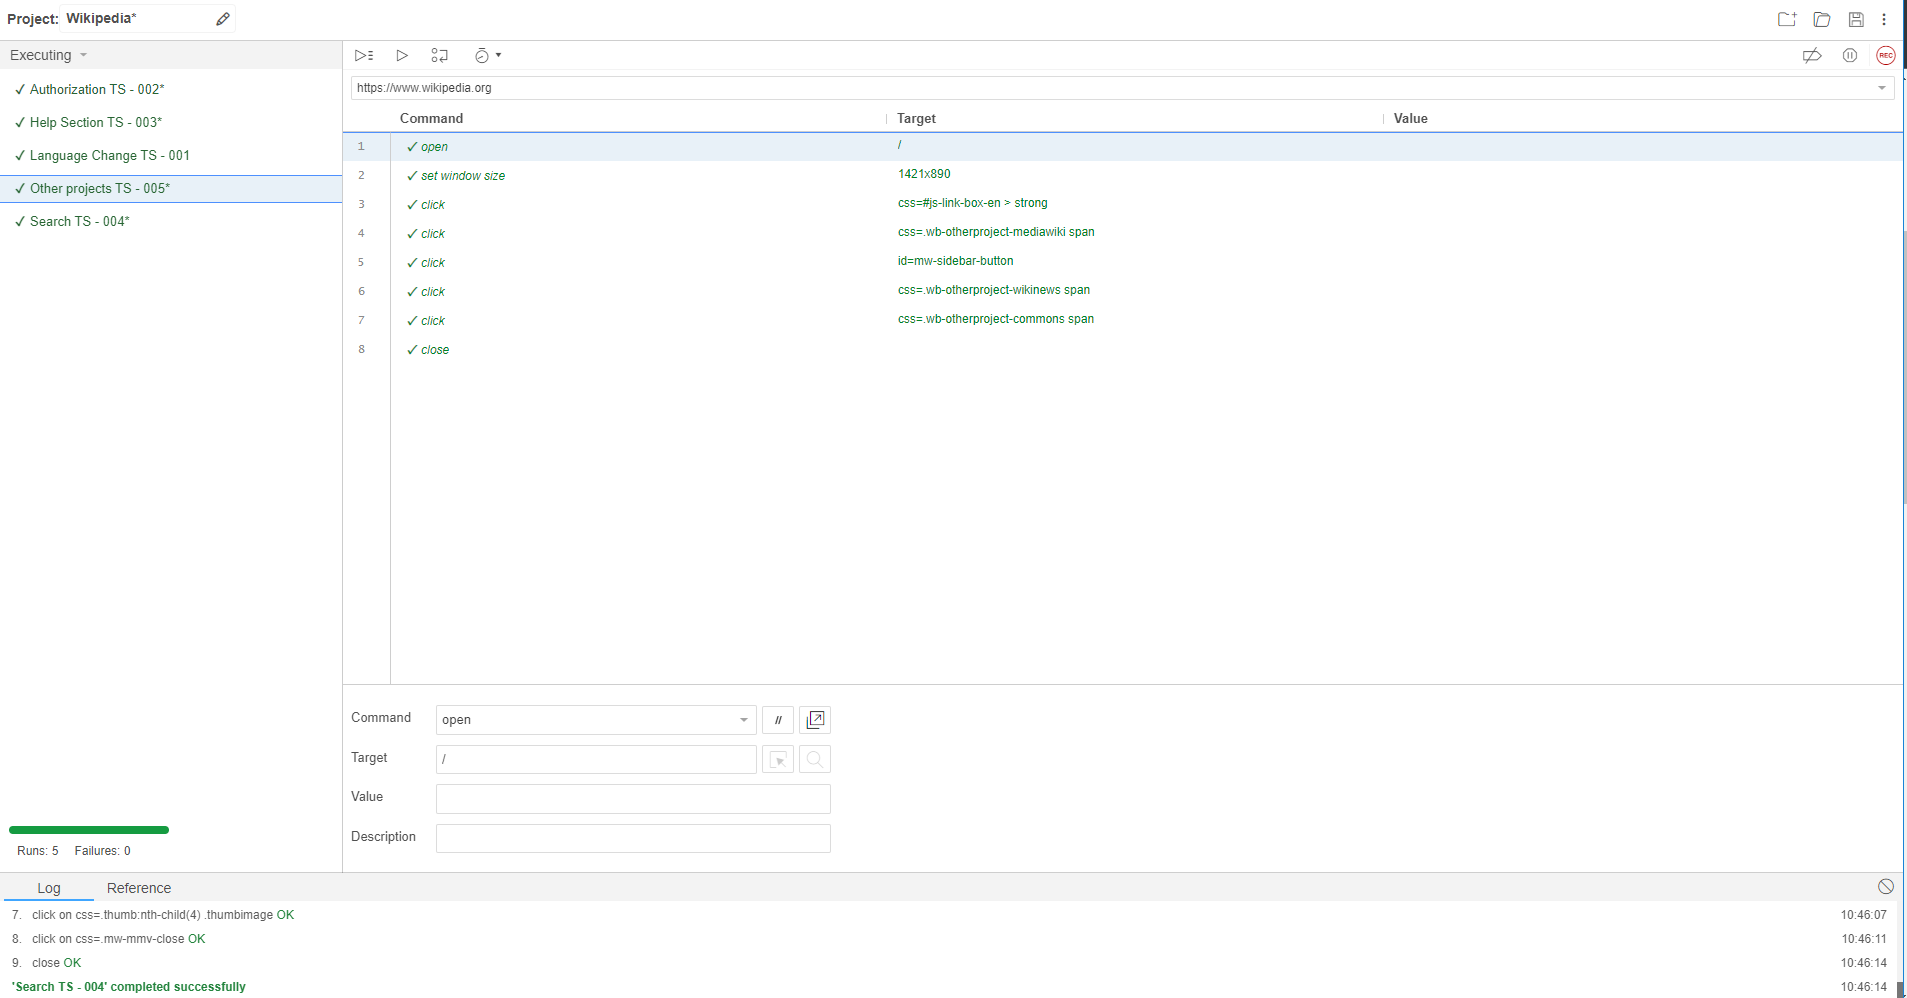 Project: Wikipedia*
Executing
✓ Authorization TS - 002*
✓ Help Section TS - 003*
✓ Language Change TS - 001
✓ Other projects TS - 005*
✓ Search TS - 004*
Runs: 5 Failures: 0
REC
https://www.wikipedia.org
Command Target Value
1 ✓ open /
2 ✓ set window size 1421x890
3 ✓ click css=#js-link-box-en > strong
4 ✓ click css=.wb-otherproject-mediawiki span
5 ✓ click id=mw-sidebar-button
6 ✓ click css=.wb-otherproject-wikinews span
7 ✓ click css=.wb-otherproject-commons span
8 ✓ close
Command open //
Target /
Value
Description
Log Reference
7. click on css=.thumb:nth-child(4) .thumbimage OK 10:46:07
8. click on css=.mw-mmv-close OK 10:46:11
9. close OK 10:46:14
'Search TS - 004' completed successfully 10:46:14